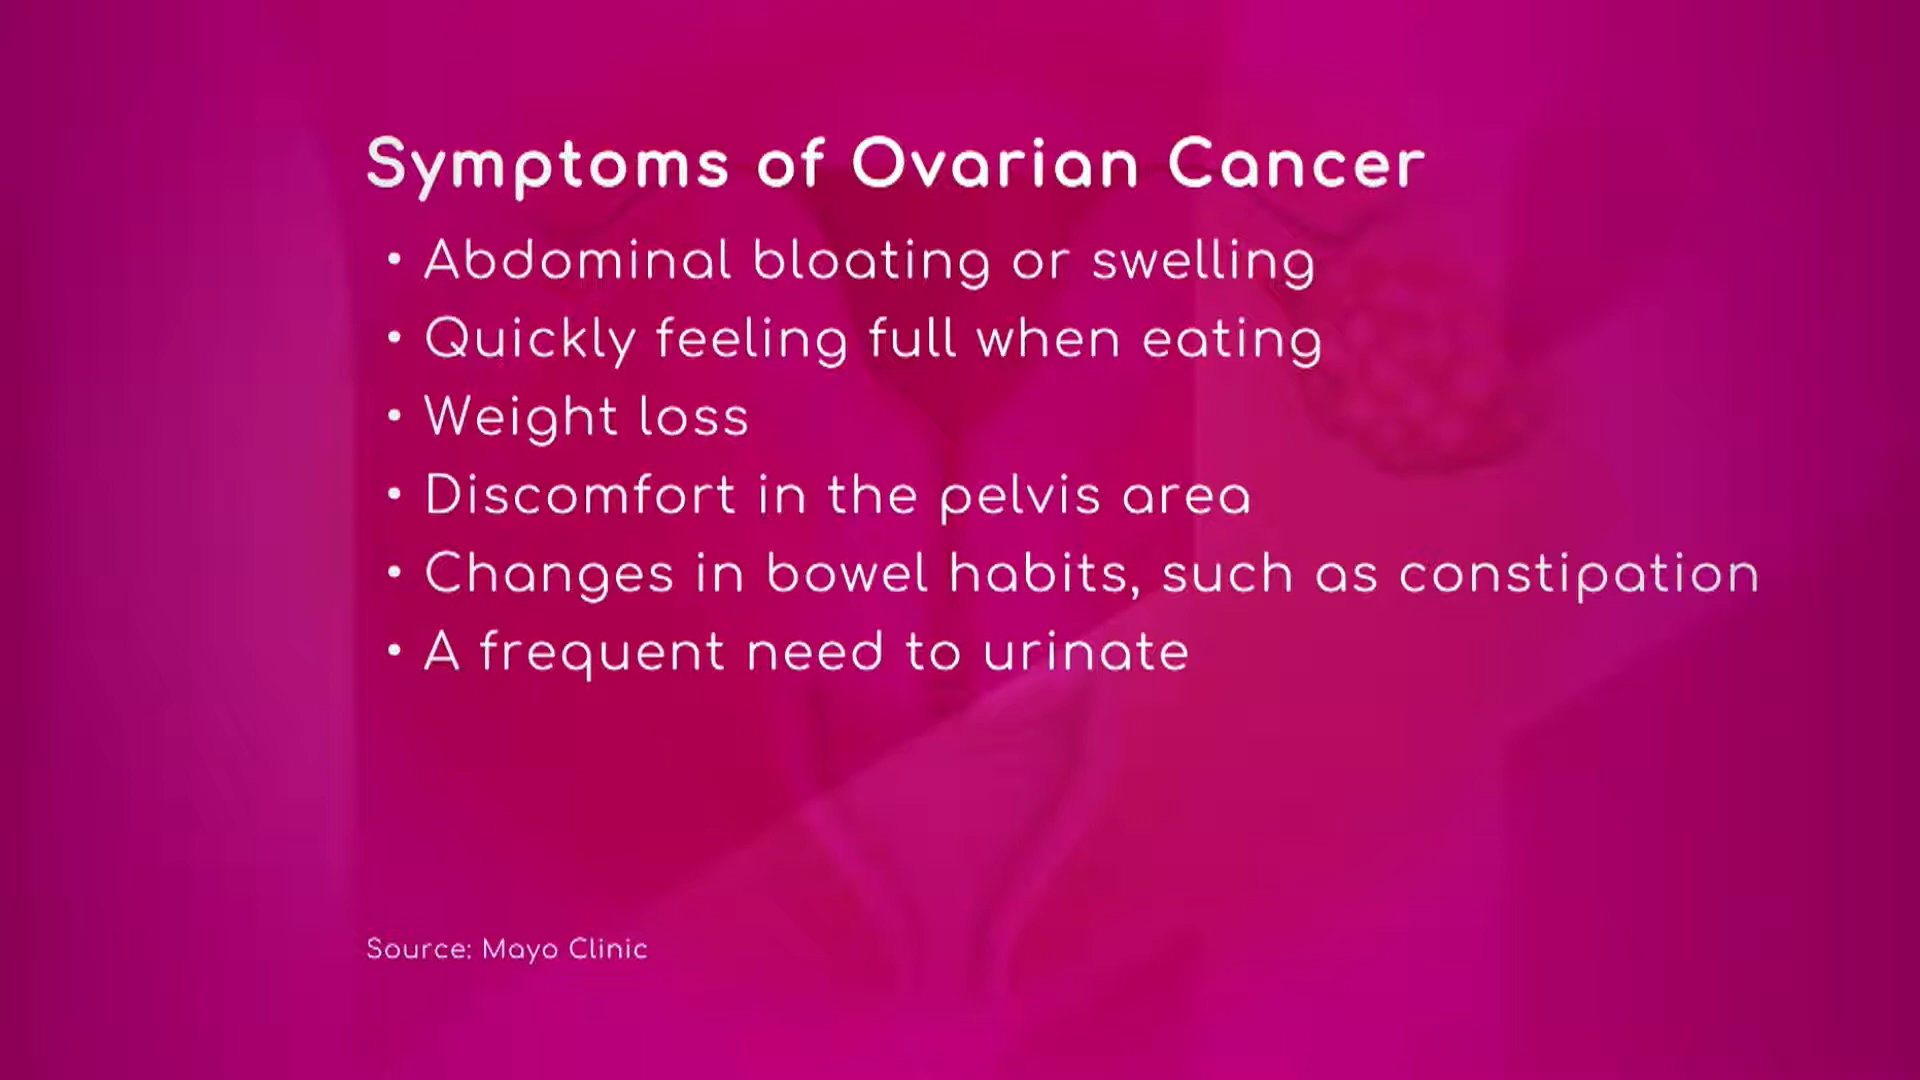 Symptoms of Ovarian Cancer
• Abdominal bloating or swelling
• Quickly feeling full when eating
• Weight loss
• Discomfort in the pelvis area
• Changes in bowel habits, such as constipation
• A frequent need to urinate
Source: Mayo Clinic